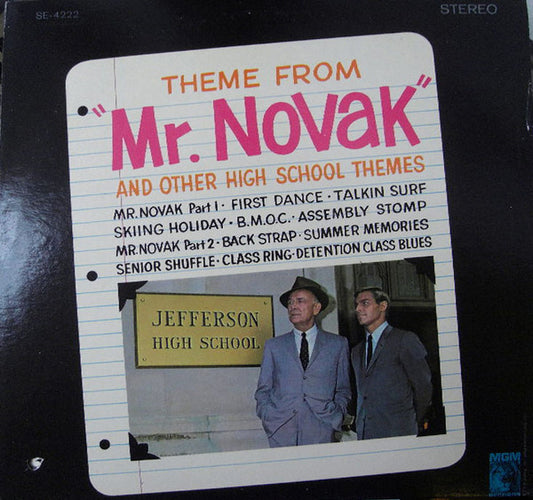 SE-4222
STEREO
THEME FROM
"Mr. Novak"
AND OTHER HIGH SCHOOL THEMES
MR. NOVAK Part 1 · FIRST DANCE · TALKIN SURF
SKIING HOLIDAY · B.M.O.C. · ASSEMBLY STOMP
MR. NOVAK Part 2 · BACK STRAP · SUMMER MEMORIES
SENIOR SHUFFLE · CLASS RING · DETENTION CLASS BLUES
JEFFERSON
HIGH SCHOOL
MGM
RECORDS